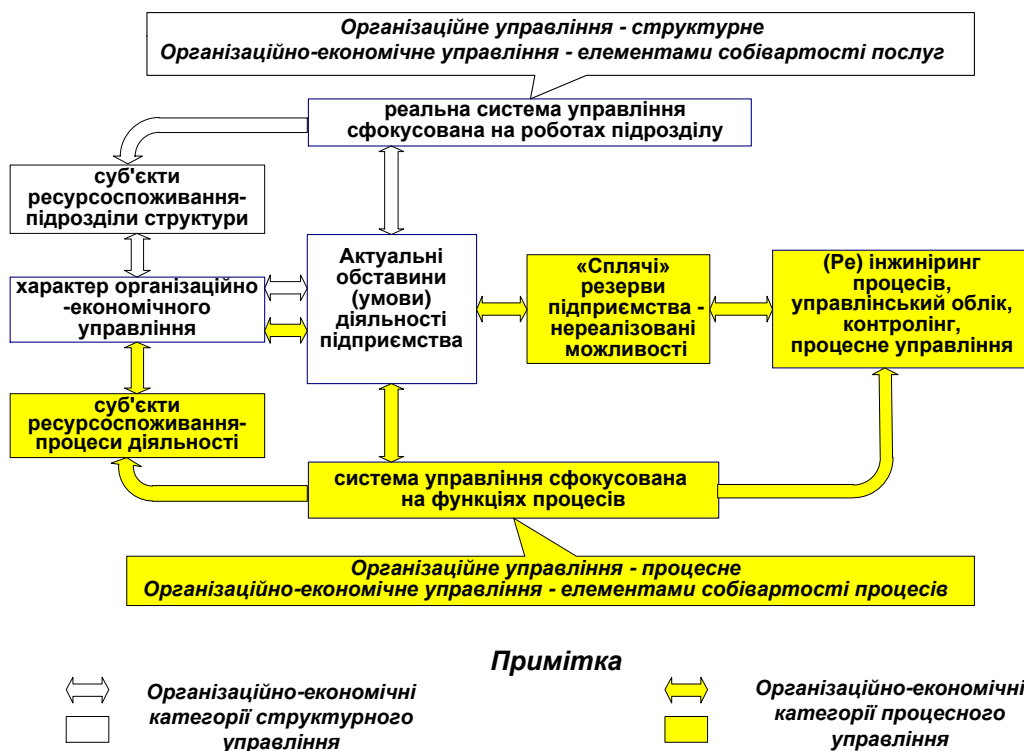 Організаційне управління - структурне
Організаційно-економічне управління - елементами собівартості послуг
реальна система управління
сфокусована на роботах підрозділу
суб'єкти
ресурсоспоживання-
підрозділи структури
характер організаційно
-економічного
управління
Актуальні
обставини
(умови)
діяльності
підприємства
«Сплячі»
резерви
підприємства -
нереалізовані
можливості
(Ре) інжиніринг
процесів,
управлінський облік,
контролінг,
процесне управління
суб'єкти
ресурсоспоживання-
процеси діяльності
система управління сфокусована
на функціях процесів
Організаційне управління - процесне
Організаційно-економічне управління - елементами собівартості процесів
Примітка
Організаційно-економічні
категорії структурного
управління
Організаційно-економічні
категорії процесного
управління